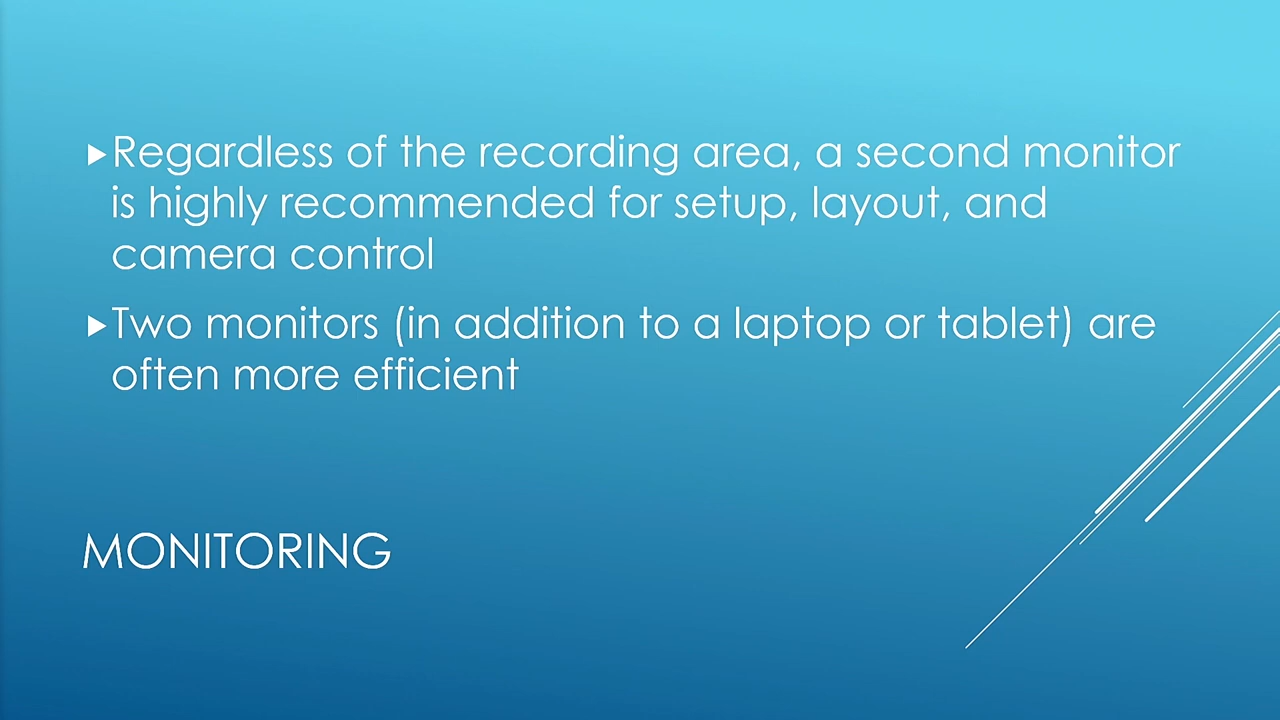 ▶Regardless of the recording area, a second monitor
is highly recommended for setup, layout, and
camera control
▶Two monitors (in addition to a laptop or tablet) are
often more efficient
MONITORING